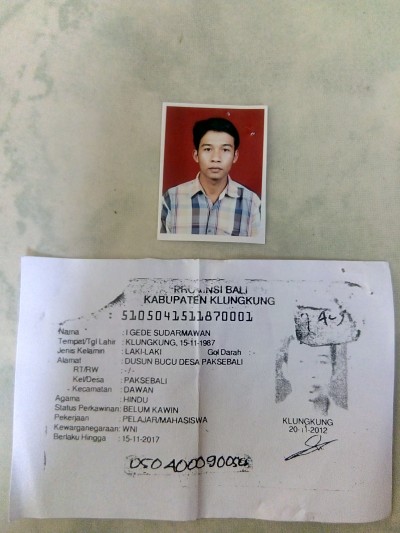 PROVINSI BALI
KABUPATEN KLUNGKUNG
5105041511870001
Nama : I GEDE SUDARMAWAN
Tempat/Tgl Lahir : KLUNGKUNG, 15-11-1987
Jenis Kelamin : LAKI-LAKI Gol Darah : -
Alamat : DUSUN BUCU DESA PAKSEBALI
RT/RW : -/-
Kel/Desa : PAKSEBALI
Kecamatan : DAWAN
Agama : HINDU
Status Perkawinan: BELUM KAWIN
Pekerjaan : PELAJAR/MAHASISWA
Kewarganegaraan: WNI
Berlaku Hingga : 15-11-2017
KLUNGKUNG
20-11-2012